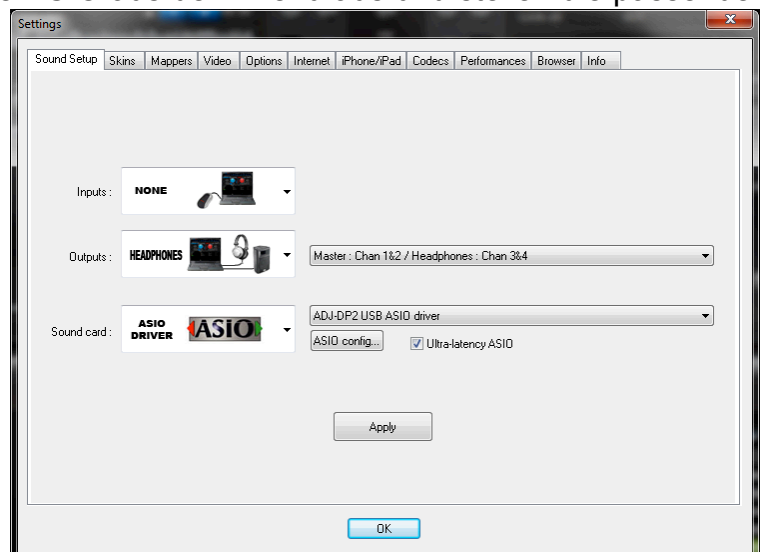 Settings
Sound Setup Skins Mappers Video Options Internet iPhone/iPad Codecs Performances Browser Info
Inputs : NONE
Outputs : HEADPHONES Master : Chan 1&2 / Headphones : Chan 3&4
ADJ-DP2 USB ASIO driver
Sound card : ASIO DRIVER ASIO
ASIO config... Ultra-latency ASIO
Apply
OK